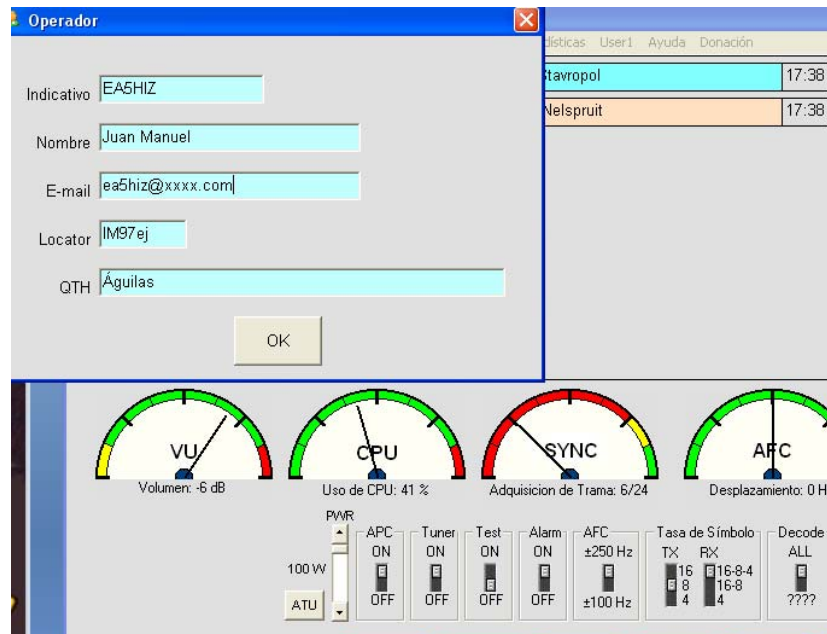 Operador
dísticas User1 Ayuda Donación
Stavropol 17:38
Nelspruit 17:38
Indicativo EA5HIZ
Nombre Juan Manuel
E-mail ea5hiz@xxxx.com
Locator IM97ej
QTH Águilas
OK
VU CPU SYNC AFC
Volumen: -6 dB Uso de CPU: 41 % Adquisicion de Trama: 6/24 Desplazamiento: 0 H
PWR
APC Tuner Test Alarm AFC Tasa de Símbolo Decode
ON ON ON ON ±250 Hz TX RX ALL
100 W 16 16-8-4
8 16-8
ATU OFF OFF OFF OFF ±100 Hz 4 4 ????